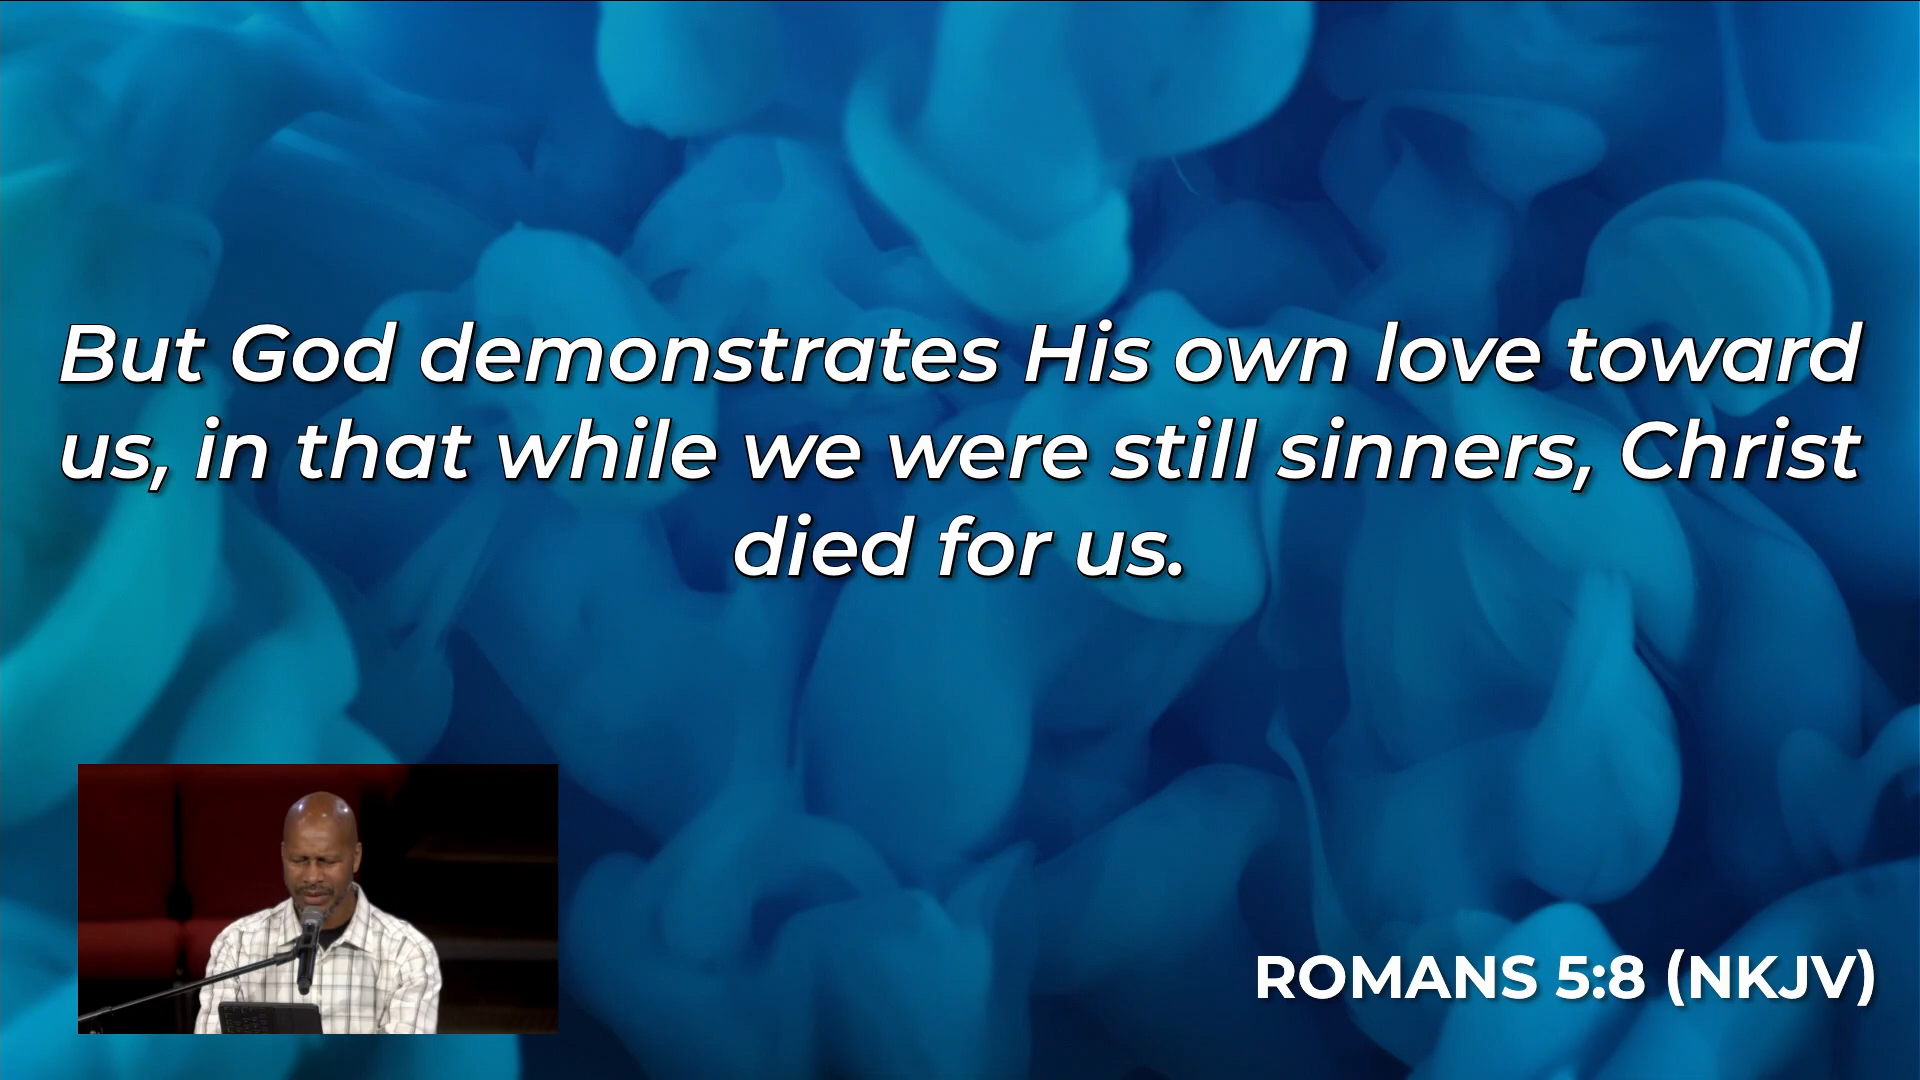 But God demonstrates His own love toward
us, in that while we were still sinners, Christ
died for us.
ROMANS 5:8 (NKJV)